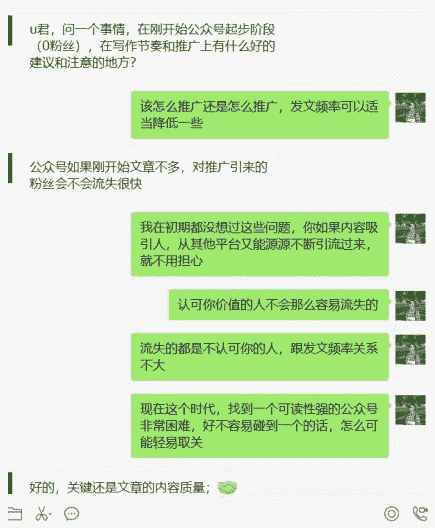 u君，问一个事情，在刚开始公众号起步阶段
（0粉丝），在写作节奏和推广上有什么好的
建议和注意的地方？
该怎么推广还是怎么推广，发文频率可以适
当降低一些
公众号如果刚开始文章不多，对推广引来的
粉丝会不会流失很快
我在初期都没想过这些问题，你如果内容吸
引人，从其他平台又能源源不断引流过来，
就不用担心
认可你价值的人不会那么容易流失的
流失的都是不认可你的人，跟发文频率关系
不大
现在这个时代，找到一个可读性强的公众号
非常困难，好不容易碰到一个的话，怎么可
能轻易取关
好的，关键还是文章的内容质量；